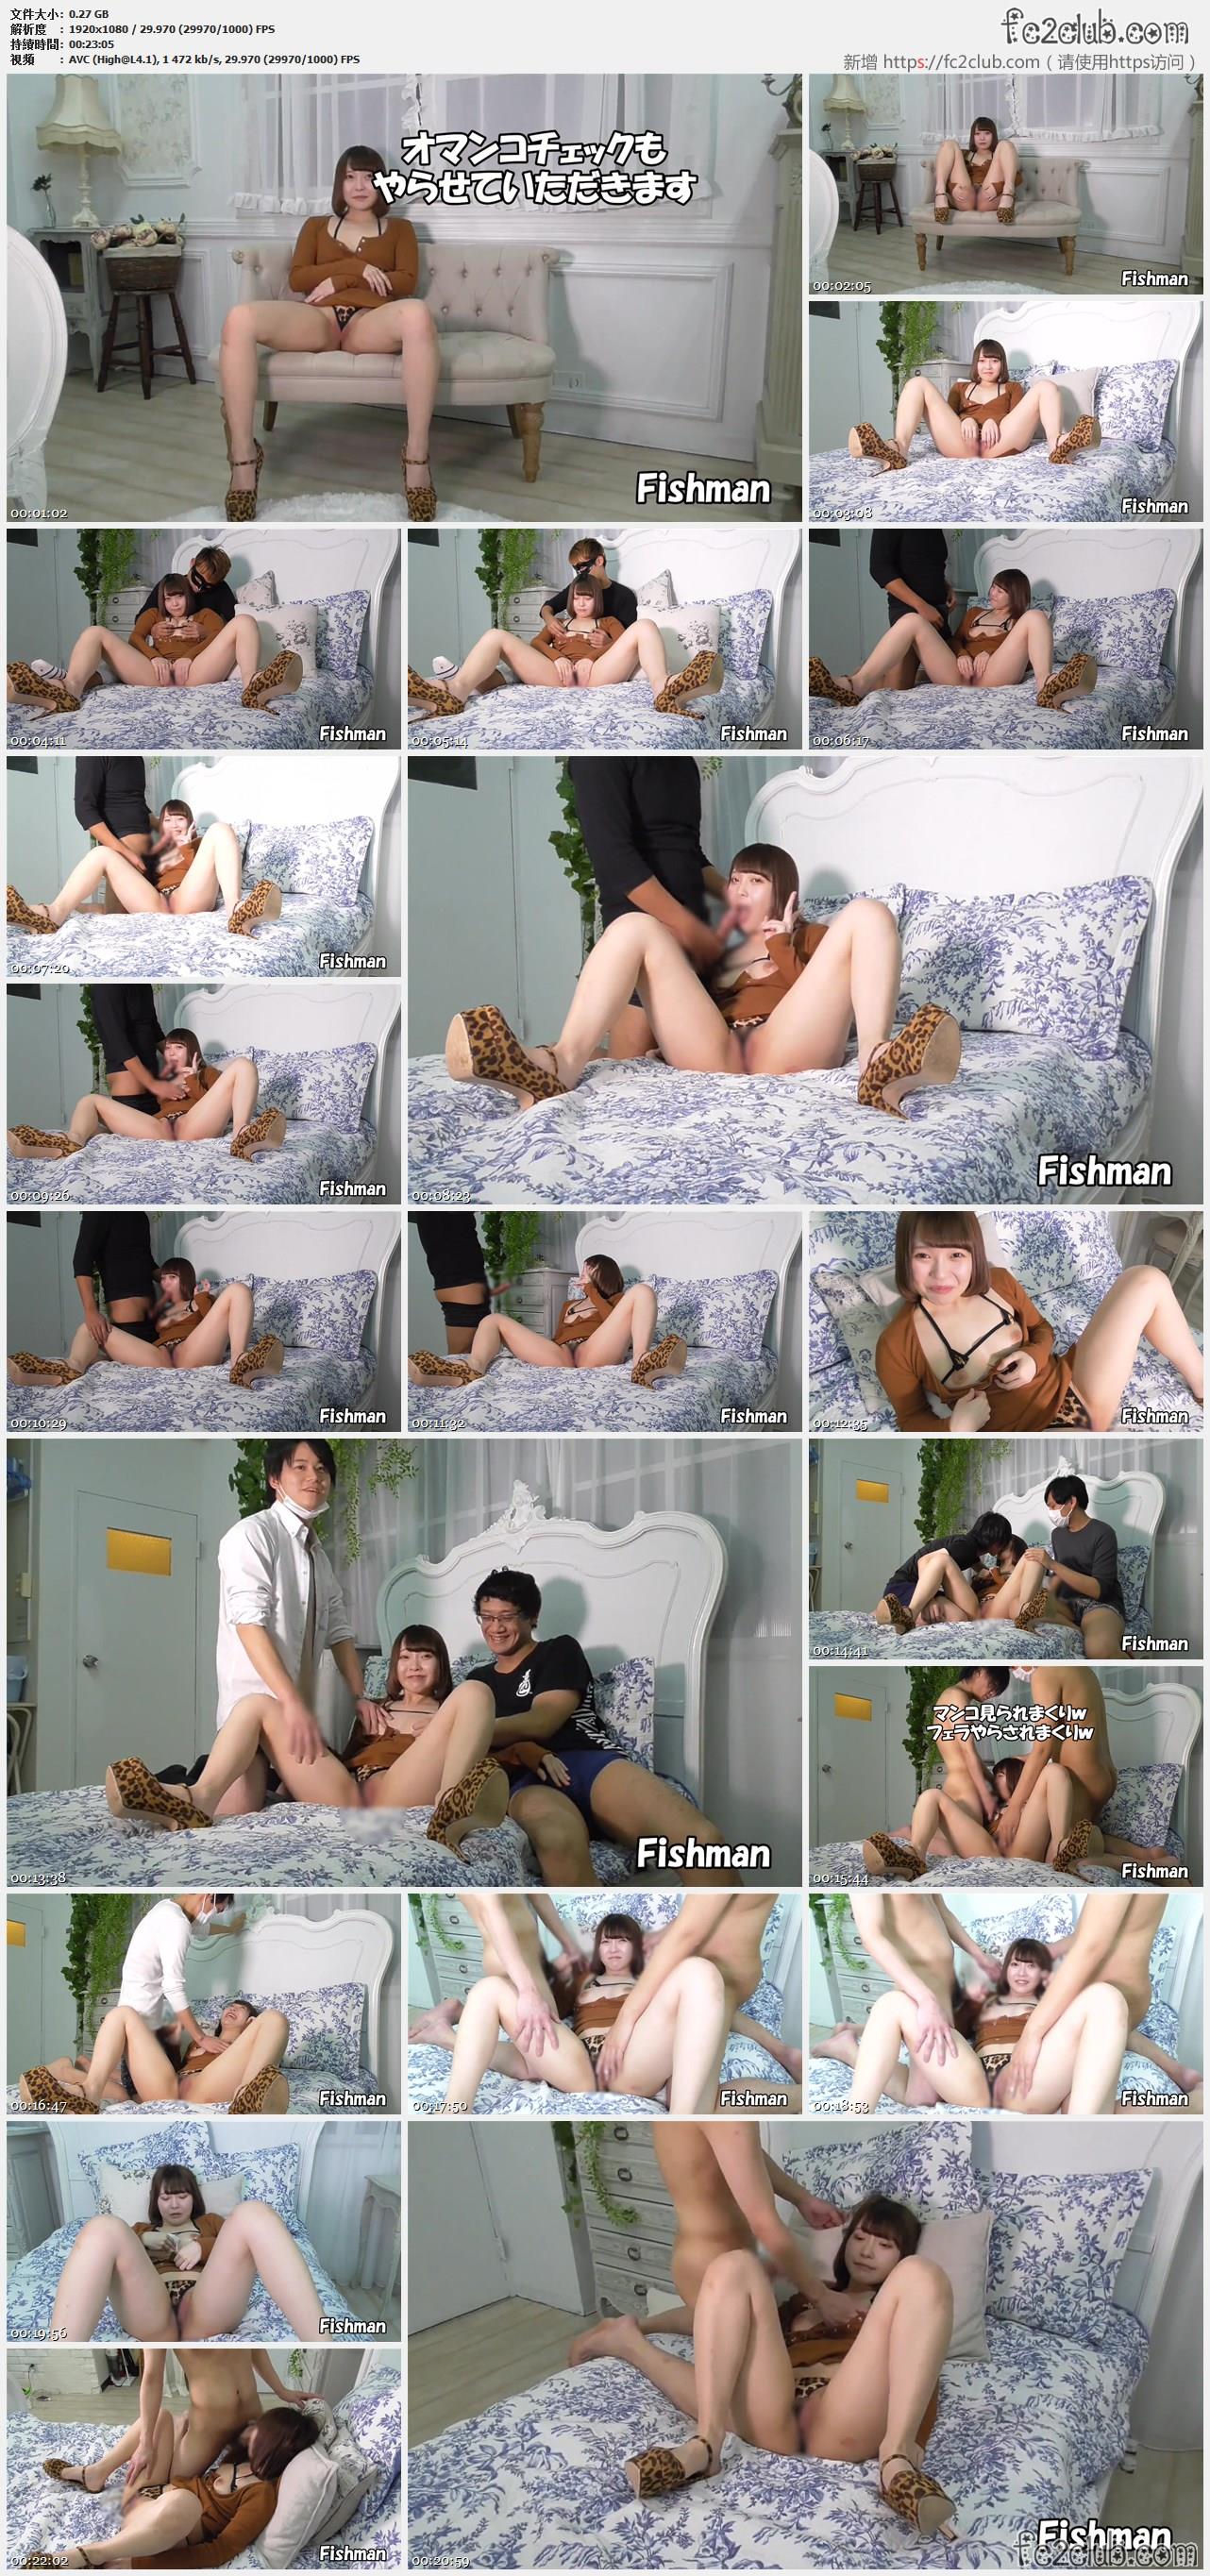 文件大小: 0.27 GB
解析度 : 1920x1080 / 29.970 (29970/1000) FPS
持續時間: 00:23:05
視頻 : AVC (High@L4.1), 1 472 kb/s, 29.970 (29970/1000) FPS
fc2club.com
新增 https://fc2club.com ( 请使用https访问 )
オマンコチェックも
やらせていただきます
Fishman
00:01:02
Fishman
00:02:05
Fishman
00:03:08
Fishman
00:04:11
Fishman
00:05:14
Fishman
00:06:17
Fishman
00:07:20
Fishman
00:08:23
Fishman
00:09:26
Fishman
00:10:29
Fishman
00:11:32
Fishman
00:12:35
Fishman
00:13:38
Fishman
00:14:41
マンコ見られまくりw
フェラやらされまくりw
Fishman
00:15:44
Fishman
00:16:47
Fishman
00:17:50
Fishman
00:18:53
Fishman
00:19:56
Fishman
00:20:59
Fishman
00:22:02
fc2club.com